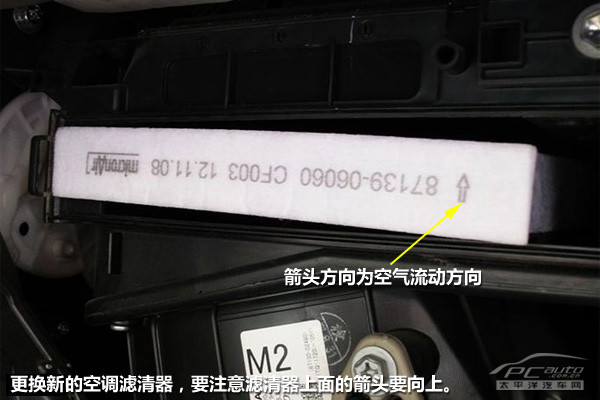 87139-06060 CF003 12.11.08 micronAir
箭头方向为空气流动方向
M2
更换新的空调滤清器，要注意滤清器上面的箭头要向上。
PCauto
太平洋汽车网